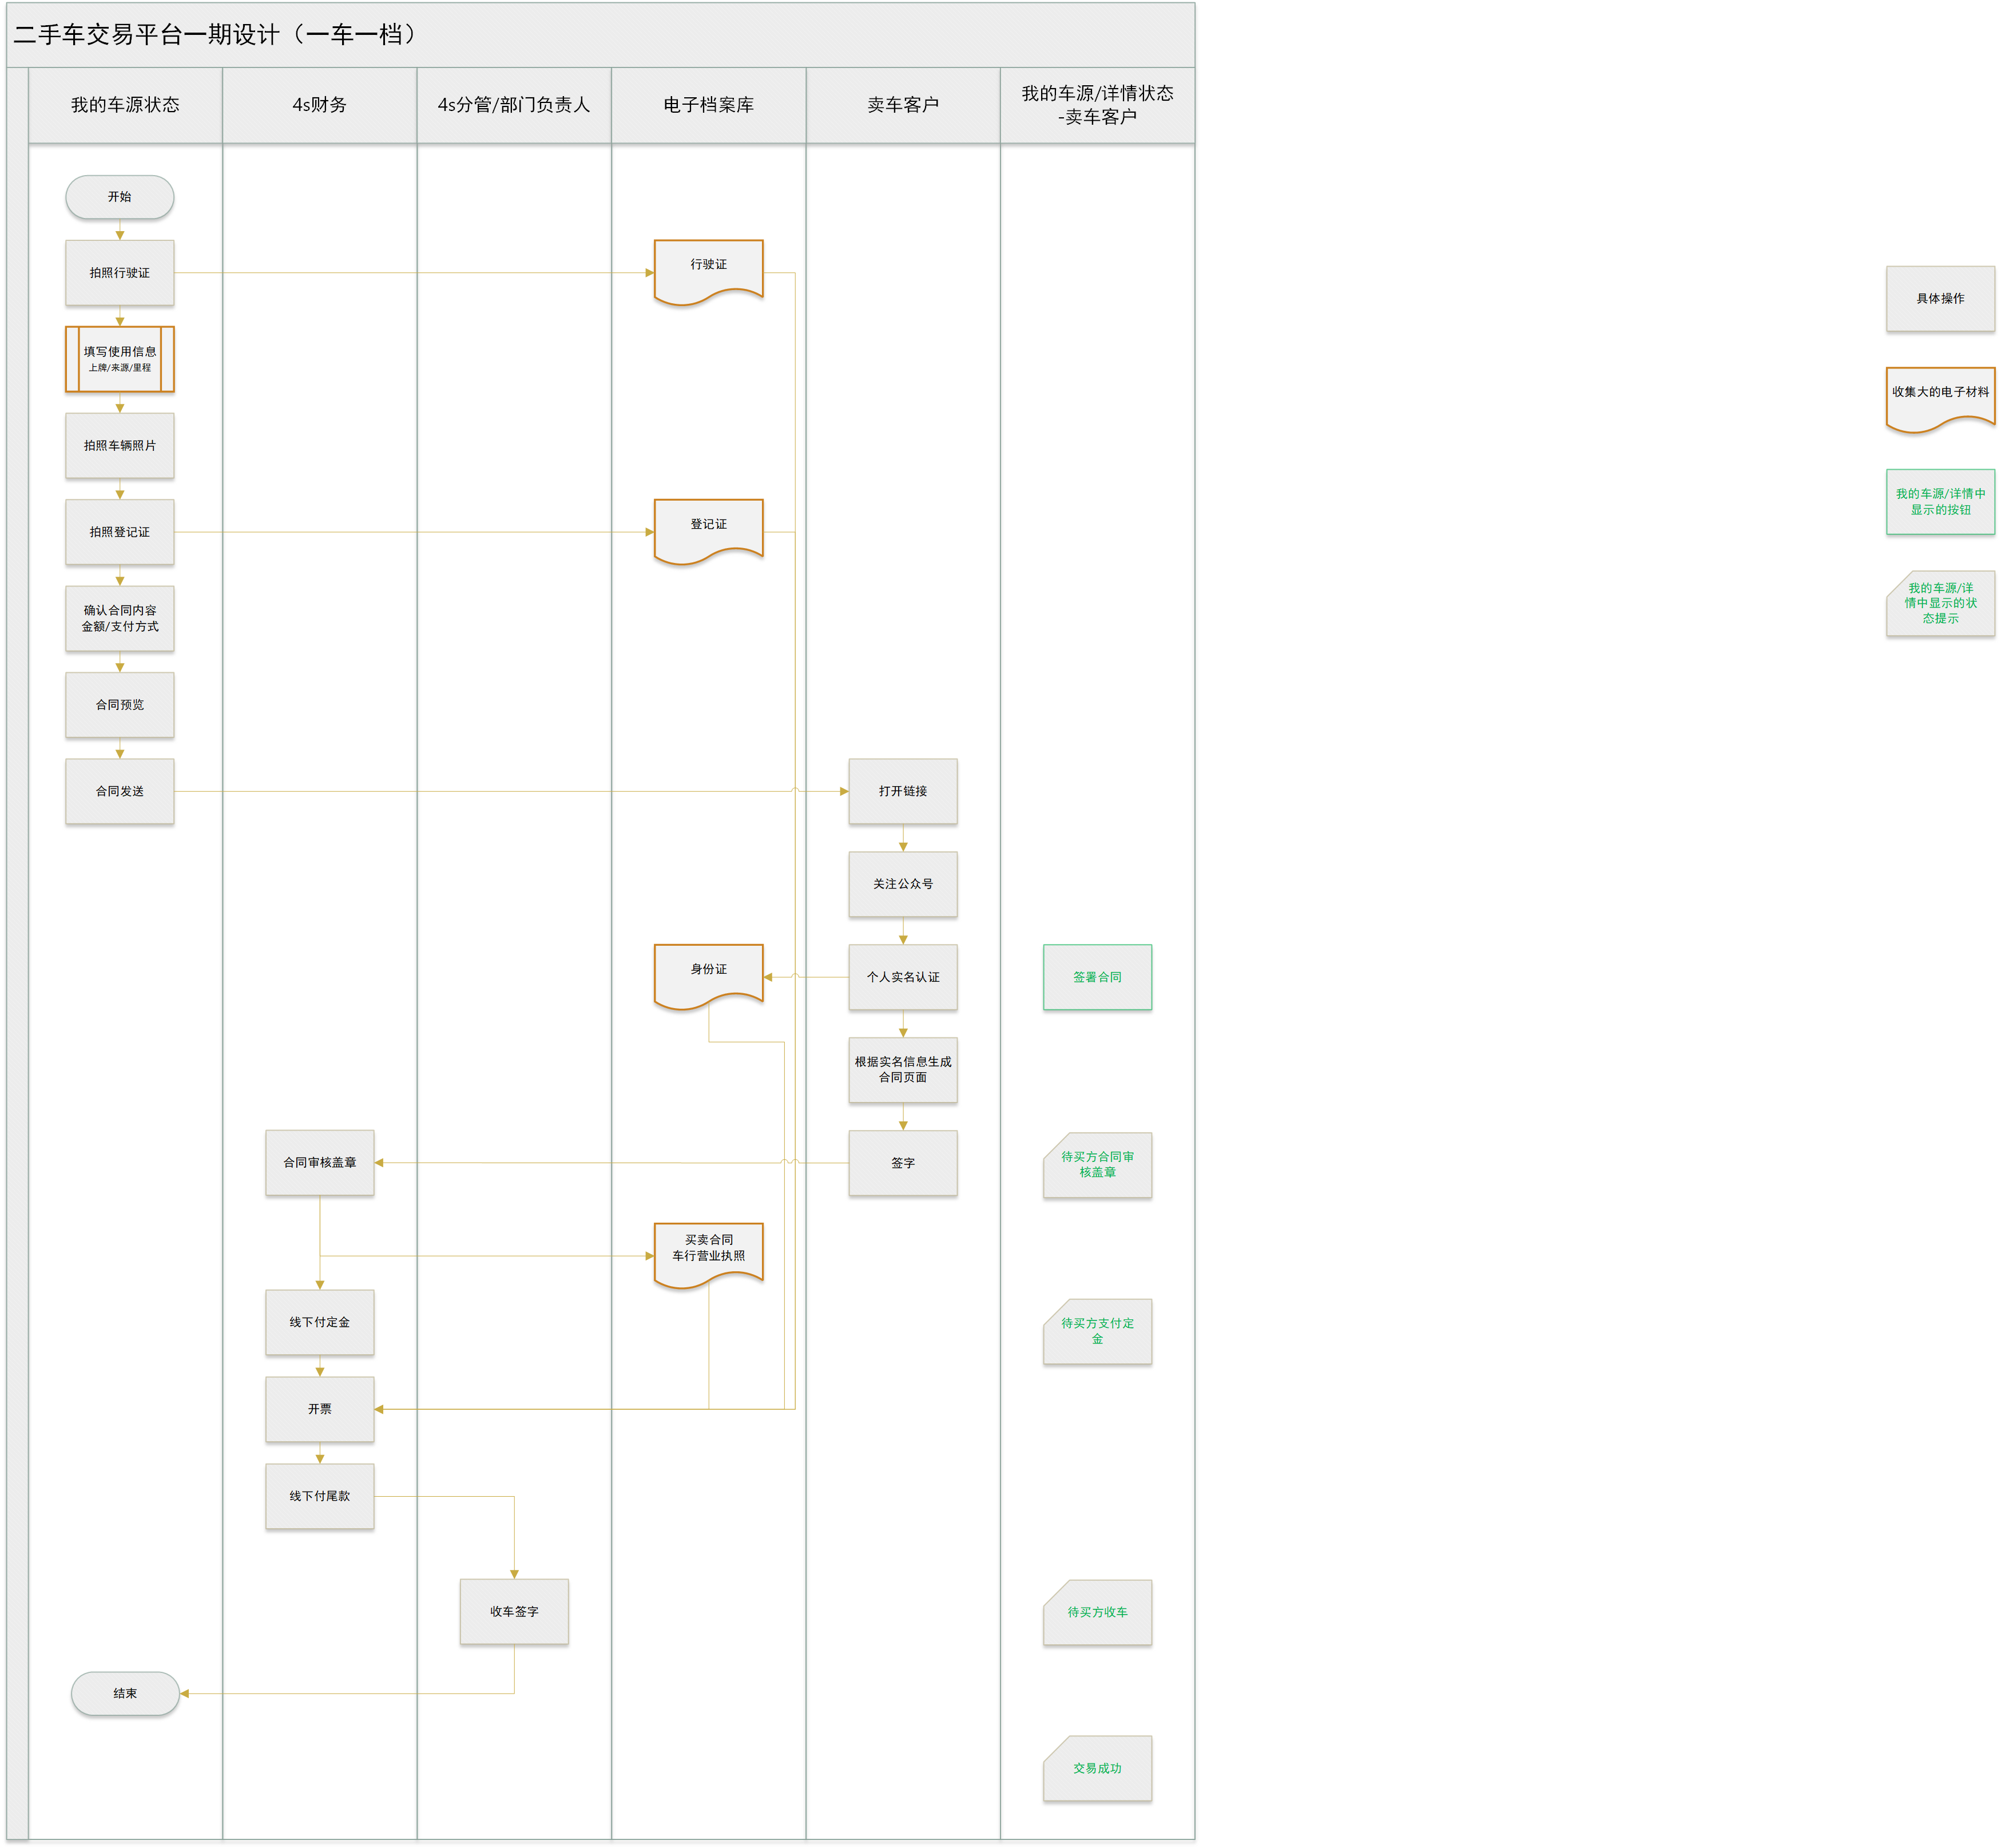 二手车交易平台一期设计（一车一档）
我的车源状态
4s财务
4s分管/部门负责人
电子档案库
卖车客户
我的车源/详情状态
-卖车客户
开始
拍照行驶证
行驶证
填写使用信息
上牌/来源/里程
拍照车辆照片
拍照登记证
登记证
确认合同内容
金额/支付方式
合同预览
合同发送
打开链接
关注公众号
身份证
个人实名认证
签署合同
根据实名信息生成
合同页面
合同审核盖章
签字
待买方合同审
核盖章
买卖合同
车行营业执照
线下付定金
待买方支付定
金
开票
线下付尾款
收车签字
待买方收车
结束
交易成功
具体操作
收集大的电子材料
我的车源/详情中
显示的按钮
我的车源/详
情中显示的状
态提示